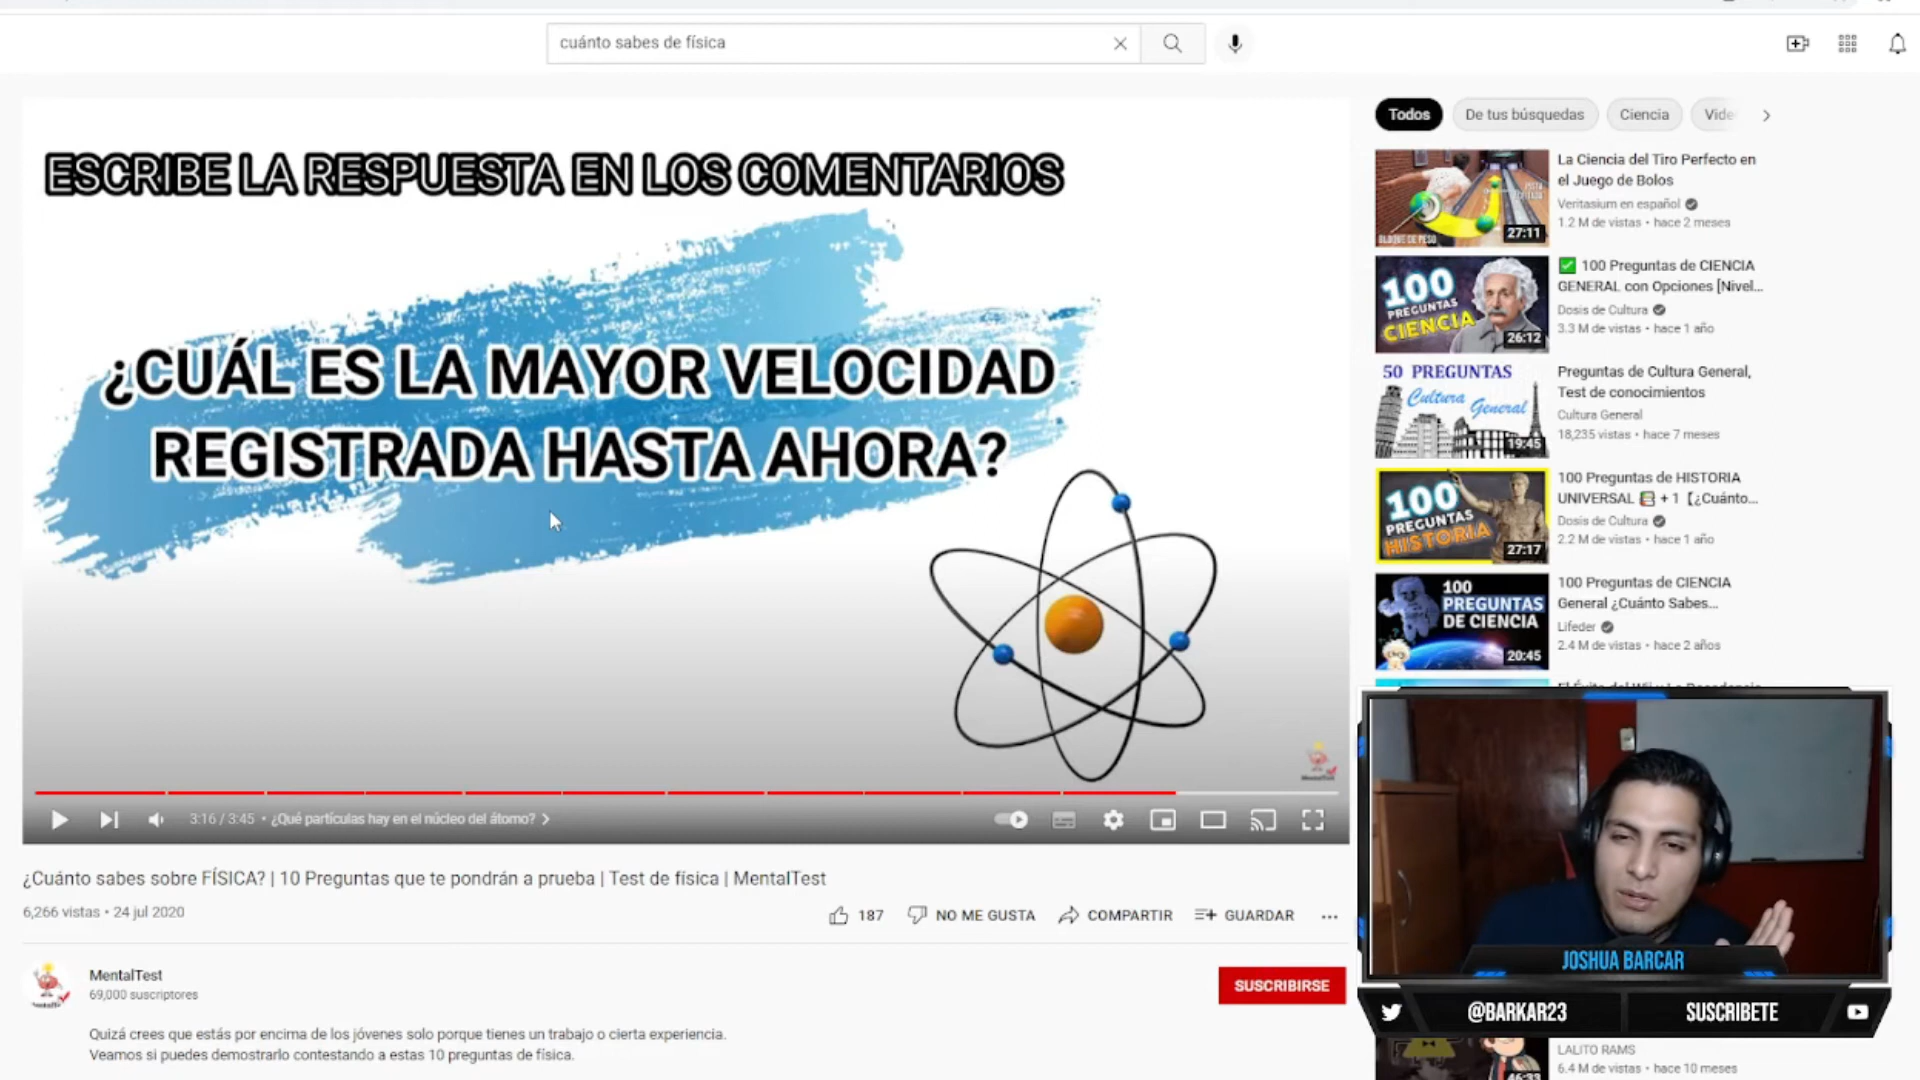 cuánto sabes de física
ESCRIBE LA RESPUESTA EN LOS COMENTARIOS
¿CUÁL ES LA MAYOR VELOCIDAD
REGISTRADA HASTA AHORA?
3:16 / 3:45 • ¿Qué partículas hay en el núcleo del átomo?
¿Cuánto sabes sobre FÍSICA? | 10 Preguntas que te pondrán a prueba | Test de física | MentalTest
6,266 vistas • 24 jul 2020
187
NO ME GUSTA
COMPARTIR
GUARDAR
MentalTest
69,000 suscriptores
SUSCRIBIRSE
Quizá crees que estás por encima de los jóvenes solo porque tienes un trabajo o cierta experiencia.
Veamos si puedes demostrarlo contestando a estas 10 preguntas de física.
Todos
De tus búsquedas
Ciencia
Vide
BLOQUE DE PESO
27:11
La Ciencia del Tiro Perfecto en
el Juego de Bolos
Veritasium en español
1.2 M de vistas • hace 2 meses
100
PREGUNTAS
CIENCIA
26:12
100 Preguntas de CIENCIA
GENERAL con Opciones [Nivel...
Dosis de Cultura
3.3 M de vistas • hace 1 año
50 PREGUNTAS
Cultura
General
19:45
Preguntas de Cultura General,
Test de conocimientos
Cultura General
18,235 vistas • hace 7 meses
100
PREGUNTAS
HISTORIA
27:17
100 Preguntas de HISTORIA
UNIVERSAL + 1【¿Cuánto...
Dosis de Cultura
2.2 M de vistas • hace 1 año
100
PREGUNTAS
DE CIENCIA
20:45
100 Preguntas de CIENCIA
General ¿Cuánto Sabes...
Lifeder
2.4 M de vistas • hace 2 años
JOSHUA BARCAR
@BARKAR23
SUSCRIBETE
46:33
LALITO RAMS
6.4 M de vistas • hace 10 meses